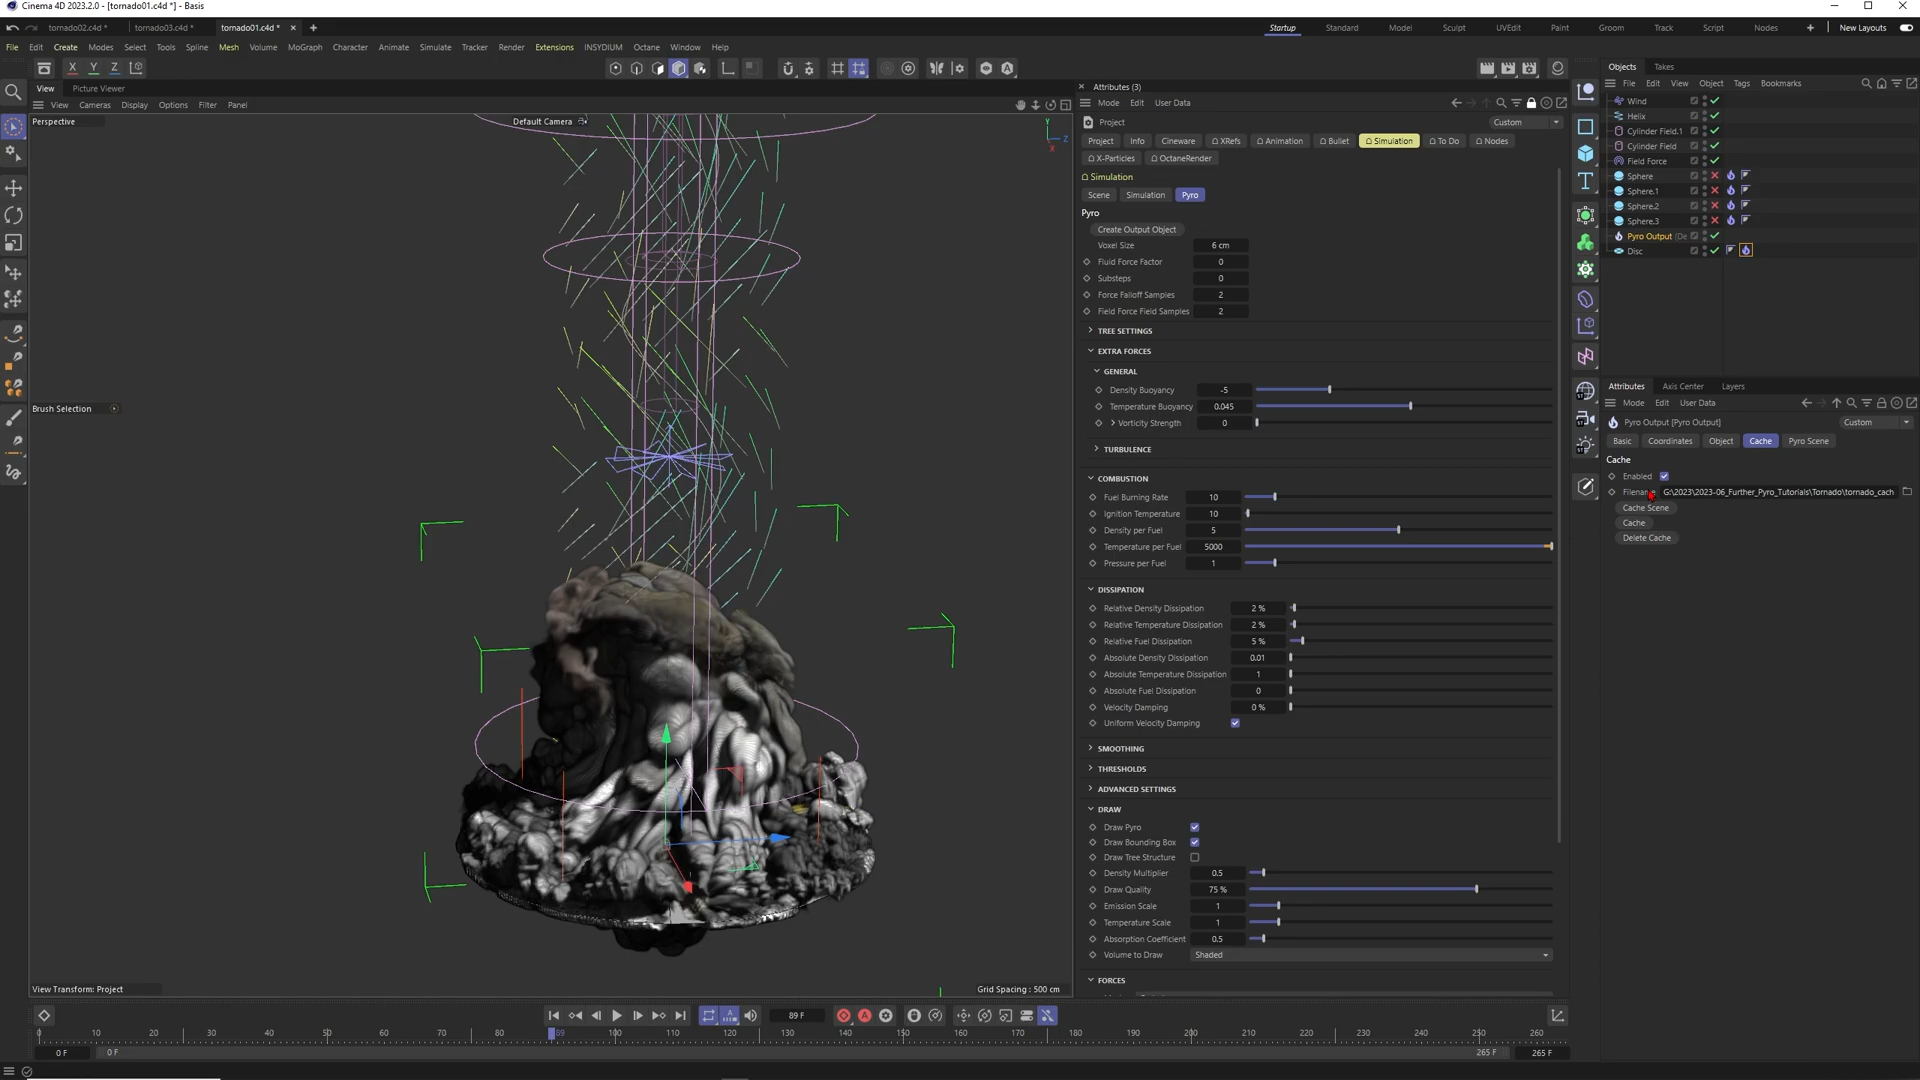 Cinema 4D 2023.2.0 - [tornado01.c4d *] - Basis
tornado02.c4d * tornado03.c4d * tornado01.c4d * × +
Startup Standard Model Sculpt UVEdit Paint Groom Track Script Nodes + New Layouts
File Edit Create Modes Select Tools Spline Mesh Volume MoGraph Character Animate Simulate Tracker Render Extensions INSYDIUM Octane Window Help
X Y Z
View Picture Viewer
View Cameras Display Options Filter Panel
Perspective
Default Camera
Y Z X
Brush Selection
View Transform: Project
Grid Spacing : 500 cm
Attributes (3)
Mode Edit User Data
Project
Custom
Project Info Cineware XRefs Animation Bullet Simulation To Do Nodes
X-Particles OctaneRender
Simulation
Scene Simulation Pyro
Pyro
Create Output Object
Voxel Size 6 cm
Fluid Force Factor 0
Substeps 0
Force Falloff Samples 2
Field Force Field Samples 2
TREE SETTINGS
EXTRA FORCES
GENERAL
Density Buoyancy -5
Temperature Buoyancy 0.045
Vorticity Strength 0
TURBULENCE
COMBUSTION
Fuel Burning Rate 10
Ignition Temperature 10
Density per Fuel 5
Temperature per Fuel 5000
Pressure per Fuel 1
DISSIPATION
Relative Density Dissipation 2 %
Relative Temperature Dissipation 2 %
Relative Fuel Dissipation 5 %
Absolute Density Dissipation 0.01
Absolute Temperature Dissipation 1
Absolute Fuel Dissipation 0
Velocity Damping 0 %
Uniform Velocity Damping
SMOOTHING
THRESHOLDS
ADVANCED SETTINGS
DRAW
Draw Pyro
Draw Bounding Box
Draw Tree Structure
Density Multiplier 0.5
Draw Quality 75 %
Emission Scale 1
Temperature Scale 1
Absorption Coefficient 0.5
Volume to Draw Shaded
FORCES
Objects Takes
File Edit View Object Tags Bookmarks
Wind
Helix
Cylinder Field.1
Cylinder Field
Field Force
Sphere
Sphere.1
Sphere.2
Sphere.3
Pyro Output (De
Disc
Attributes Axis Center Layers
Mode Edit User Data
Pyro Output [Pyro Output]
Custom
Basic Coordinates Object Cache Pyro Scene
Cache
Enabled
G:\2023\2023-06_Further_Pyro_Tutorials\Tornado\tornado_cach
Cache Scene
Cache
Delete Cache
89 F
0 10 20 30 40 50 60 70 80 89 100 110 120 130 140 150 160 170 180 190 200 210 220 230 240 250 260
0 F 0 F 265 F 265 F